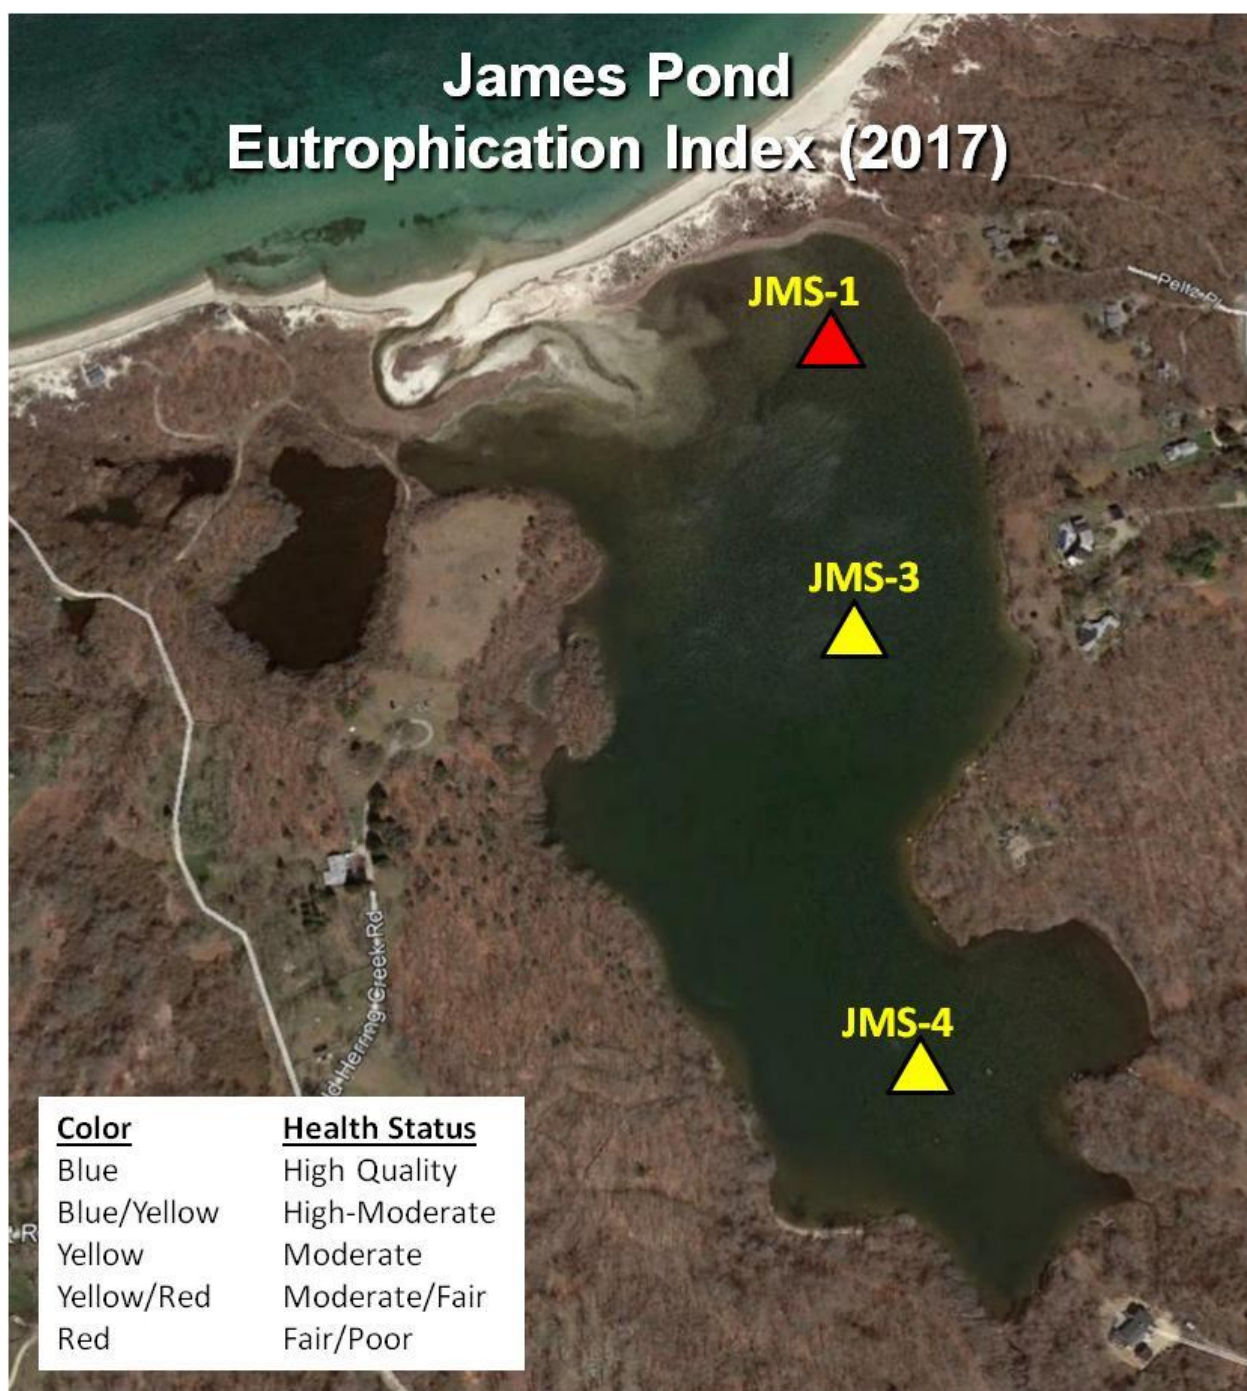 James Pond
Eutrophication Index (2017)
JMS-1
JMS-3
JMS-4
Herring Creek Rd
Color Health Status
Blue High Quality
Blue/Yellow High-Moderate
Yellow Moderate
Yellow/Red Moderate/Fair
Red Fair/Poor